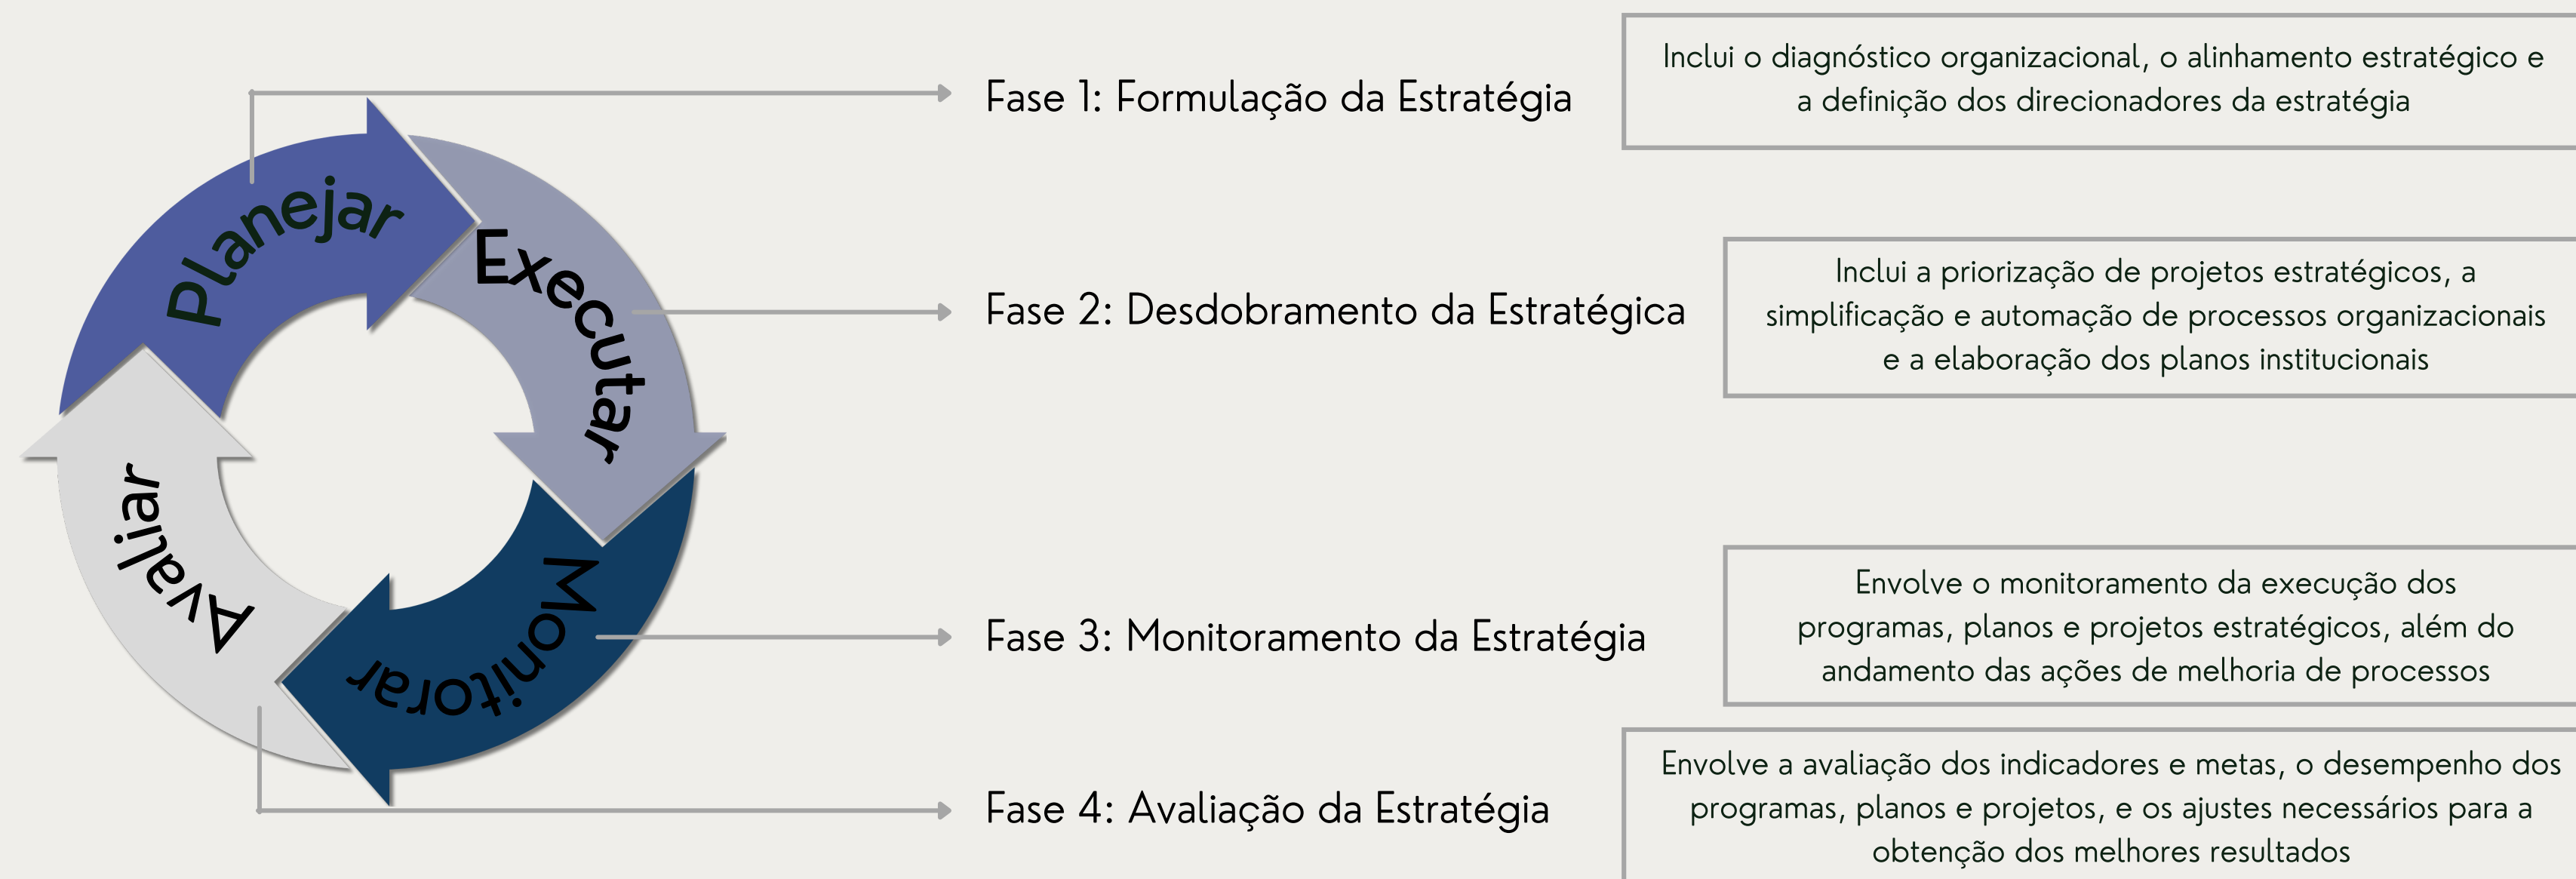 Planejar
Executar
Monitorar
Avaliar
Fase 1: Formulação da Estratégia
Inclui o diagnóstico organizacional, o alinhamento estratégico e
a definição dos direcionadores da estratégia
Fase 2: Desdobramento da Estratégica
Inclui a priorização de projetos estratégicos, a
simplificação e automação de processos organizacionais
e a elaboração dos planos institucionais
Fase 3: Monitoramento da Estratégia
Envolve o monitoramento da execução dos
programas, planos e projetos estratégicos, além do
andamento das ações de melhoria de processos
Fase 4: Avaliação da Estratégia
Envolve a avaliação dos indicadores e metas, o desempenho dos
programas, planos e projetos, e os ajustes necessários para a
obtenção dos melhores resultados